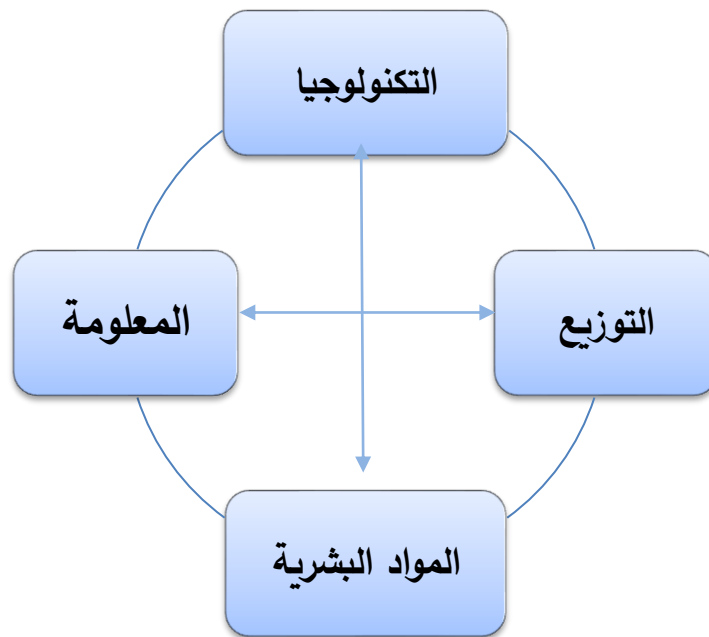 التكنولوجيا
التوزيع
المعلومة
المواد البشرية